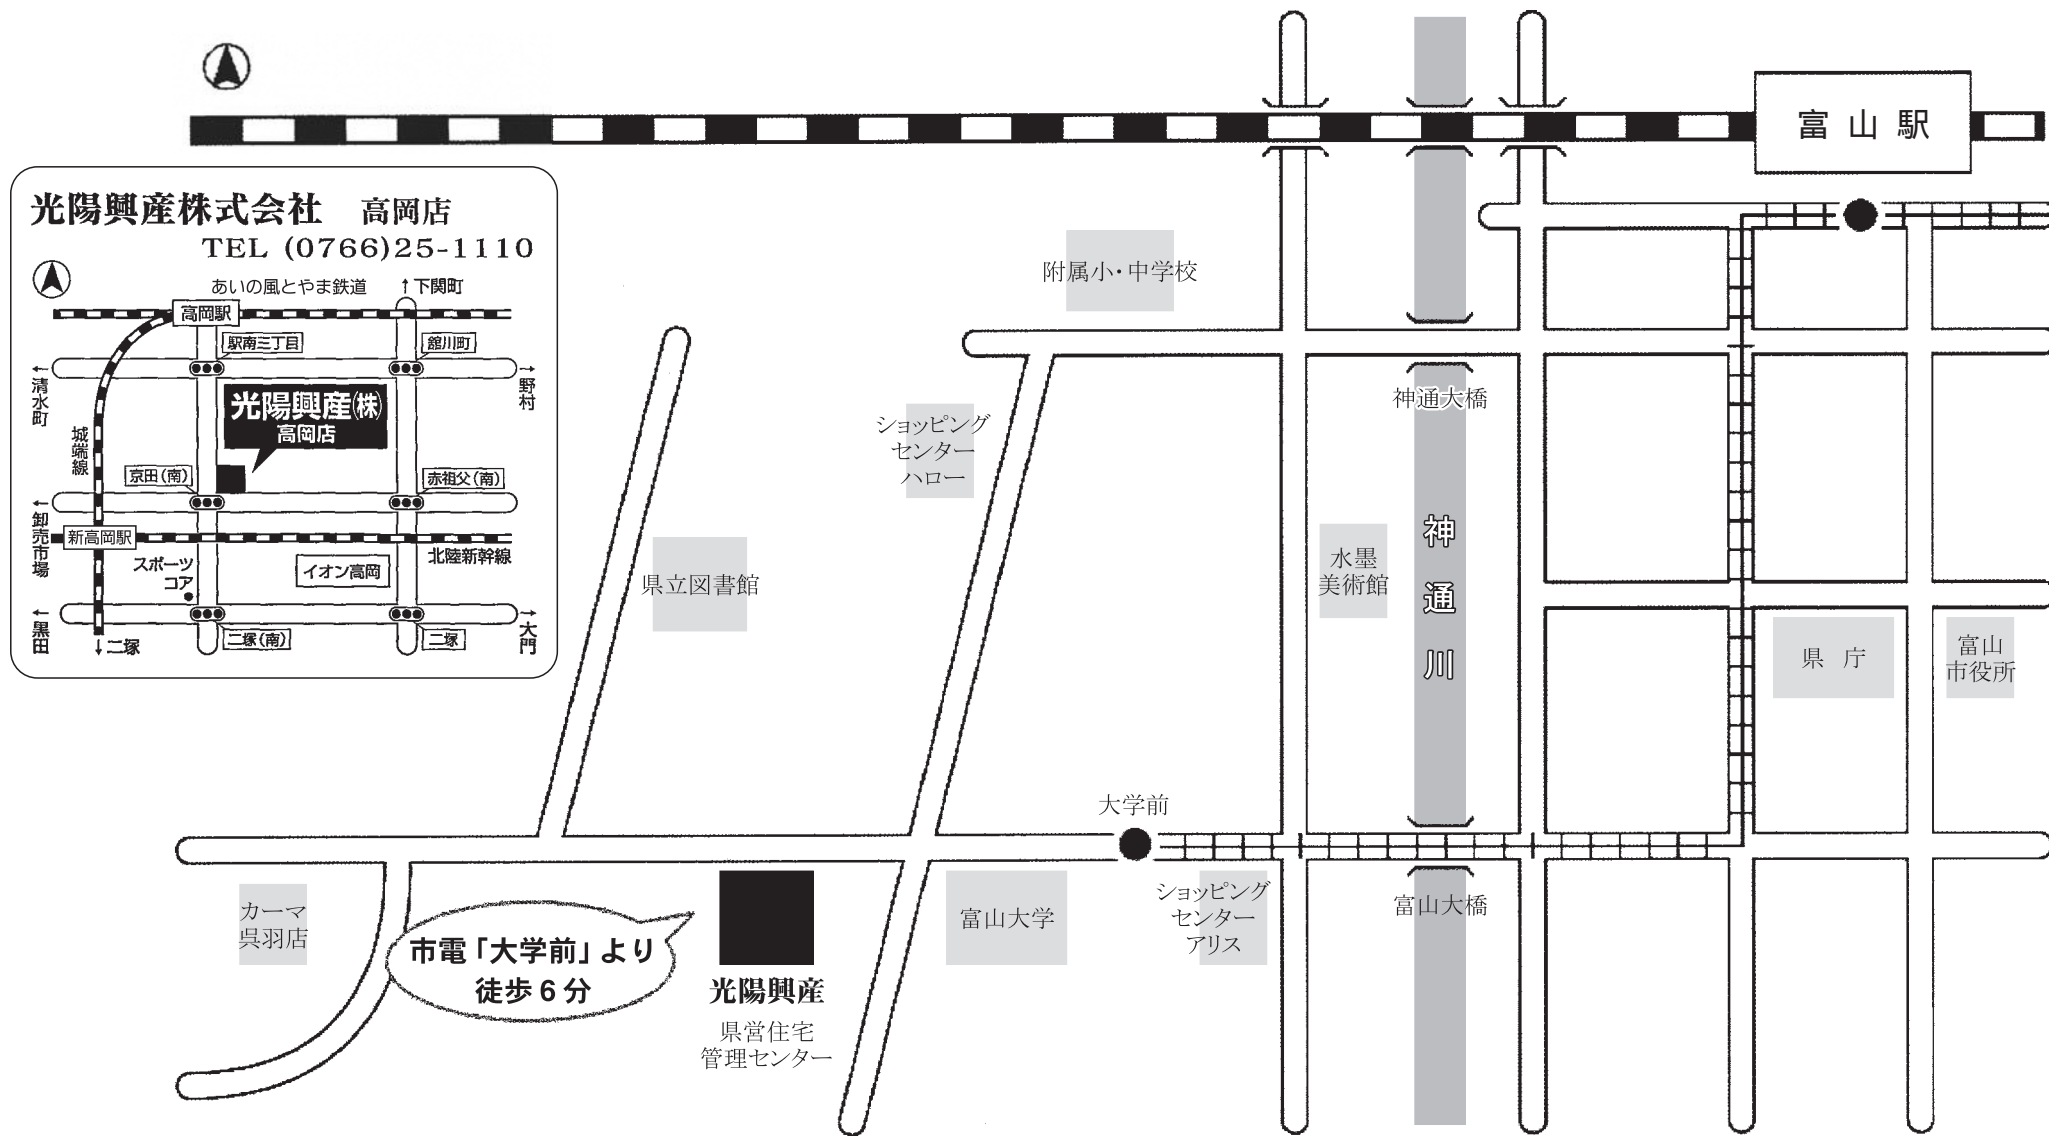 富山駅
光陽興産株式会社 高岡店
TEL (0766)25-1110
あいの風とやま鉄道
↑下関町
高岡駅
駅南三丁目
舘川町
←清水町
→野村
光陽興産㈱
高岡店
城端線
京田(南)
赤祖父(南)
←卸売市場
新高岡駅
北陸新幹線
スポーツ
コア
イオン高岡
←黒田
→大門
↓二塚
二塚(南)
二塚
附属小・中学校
神通大橋
ショッピング
センター
ハロー
県立図書館
水墨
美術館
神通川
県庁
富山
市役所
大学前
カーマ
呉羽店
市電「大学前」より
徒歩6分
光陽興産
県営住宅
管理センター
富山大学
ショッピング
センター
アリス
富山大橋